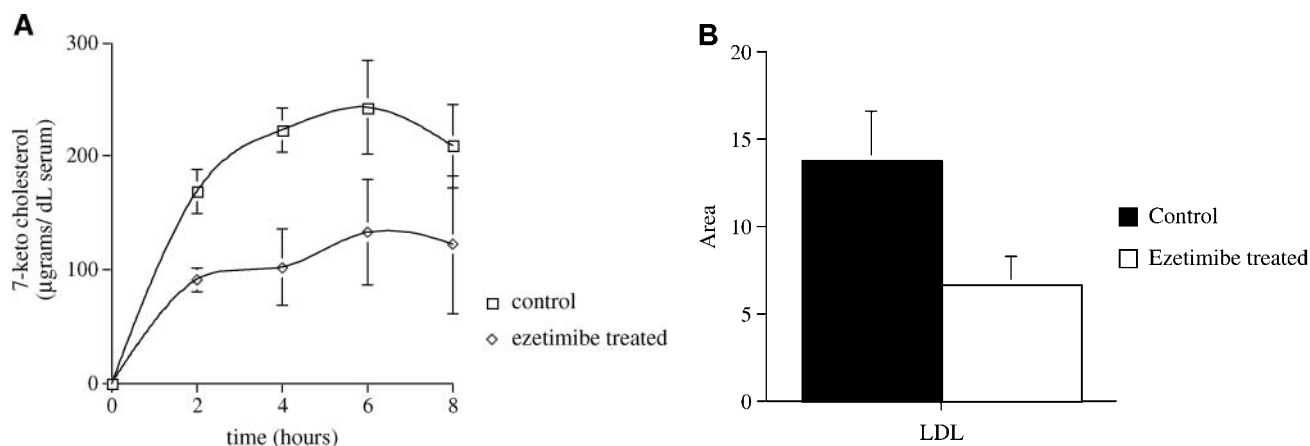 A
300
200
100
0
7-keto cholesterol
(μgrams/ dL serum)
0 2 4 6 8
time (hours)
control
ezetimibe treated
B
20
15
10
5
0
Area
LDL
Control
Ezetimibe treated